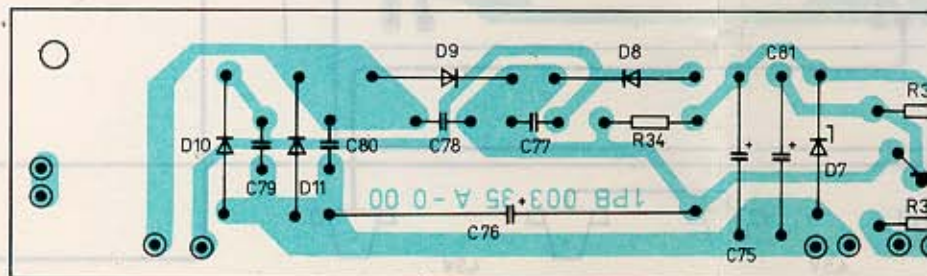 D9
D8
C81
D10
C80
C78
C77
R34
C79
D11
D7
R3
1PB 003 35 A - 0 00
C76
C75
R3